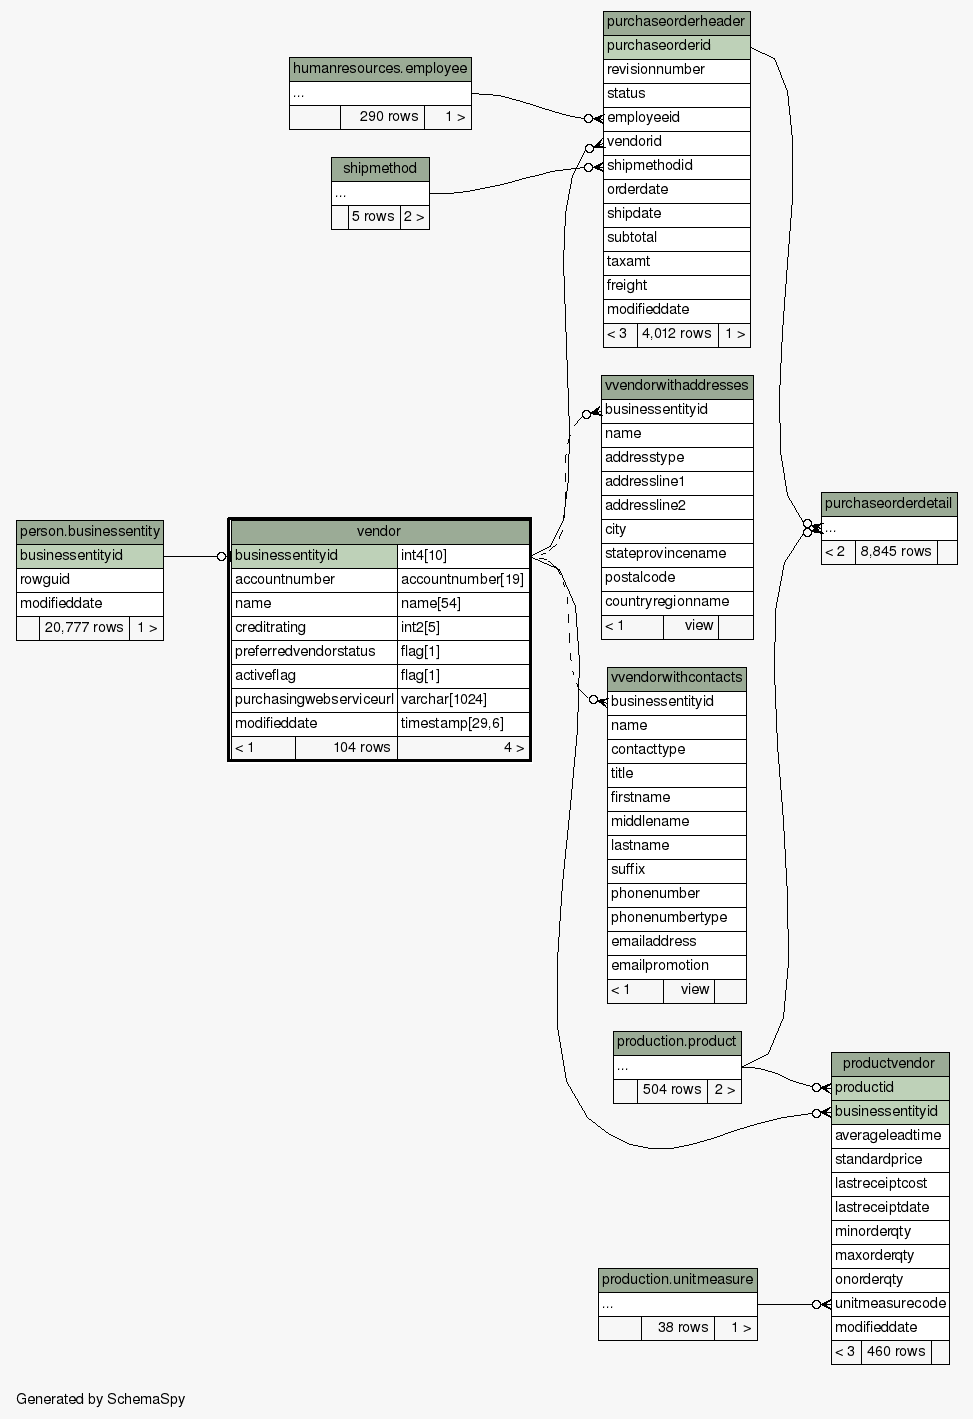 purchaseorderheader
purchaseorderid
revisionnumber
status
employeeid
vendorid
shipmethodid
orderdate
shipdate
subtotal
taxamt
freight
modifieddate
< 3 4,012 rows 1 >
humanresources.employee
...
290 rows 1 >
shipmethod
...
5 rows 2 >
vvendorwithaddresses
businessentityid
name
addresstype
addressline1
addressline2
city
stateprovincename
postalcode
countryregionname
< 1 view
purchaseorderdetail
...
< 2 8,845 rows
person.businessentity
businessentityid
rowguid
modifieddate
20,777 rows 1 >
vendor
businessentityid int4[10]
accountnumber accountnumber[19]
name name[54]
creditrating int2[5]
preferredvendorstatus flag[1]
activeflag flag[1]
purchasingwebserviceurl varchar[1024]
modifieddate timestamp[29,6]
< 1 104 rows 4 >
vvendorwithcontacts
businessentityid
name
contacttype
title
firstname
middlename
lastname
suffix
phonenumber
phonenumbertype
emailaddress
emailpromotion
< 1 view
production.product
...
504 rows 2 >
productvendor
productid
businessentityid
averageleadtime
standardprice
lastreceiptcost
lastreceiptdate
minorderqty
maxorderqty
onorderqty
unitmeasurecode
modifieddate
< 3 460 rows
production.unitmeasure
...
38 rows 1 >
Generated by SchemaSpy